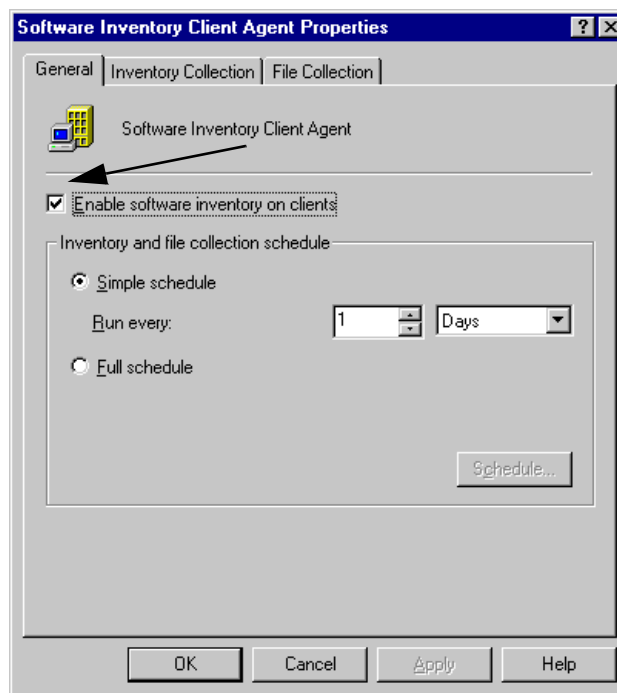 Software Inventory Client Agent Properties
General Inventory Collection File Collection
Software Inventory Client Agent
Enable software inventory on clients
Inventory and file collection schedule
Simple schedule
Run every: 1 Days
Full schedule
Schedule...
OK Cancel Apply Help